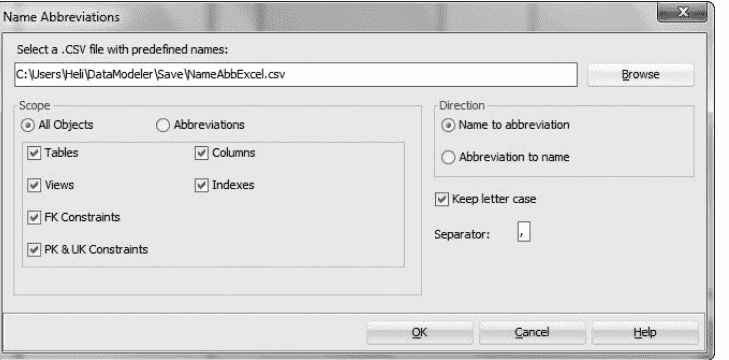 Name Abbreviations
Select a .CSV file with predefined names:
C:\Users\Heli\DataModeler\Save\NameAbbExcel.csv
Browse
Scope
All Objects
Abbreviations
Tables
Columns
Views
Indexes
FK Constraints
PK & UK Constraints
Direction
Name to abbreviation
Abbreviation to name
Keep letter case
Separator: ,
OK
Cancel
Help